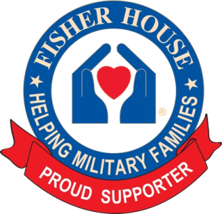 FISHER HOUSE
★ HELPING MILITARY FAMILIES ★
®
PROUD SUPPORTER